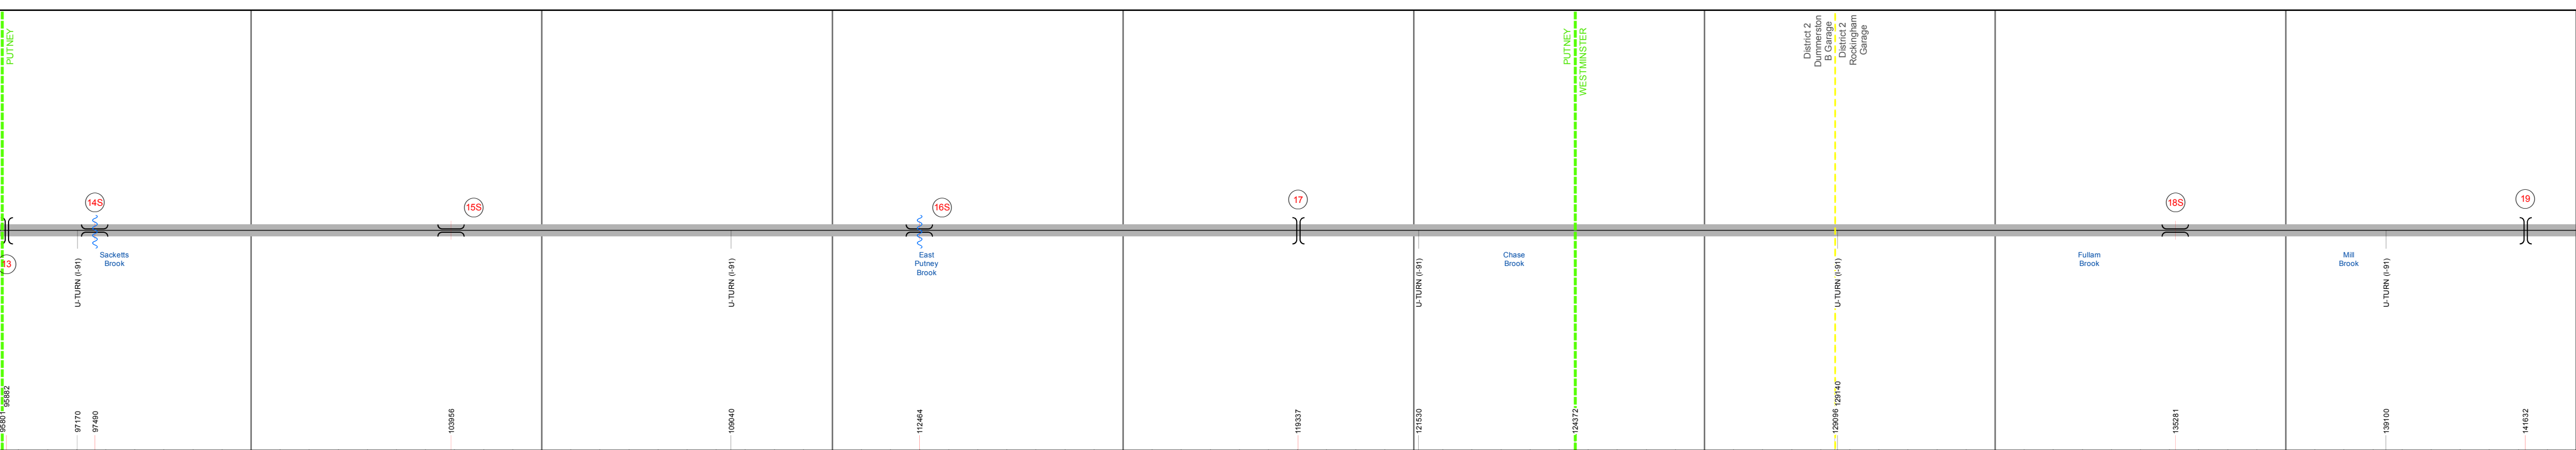 PUTNEY
PUTNEY
WESTMINSTER
District 2
Dummerston
B Garage
District 2
Rockingham
Garage
14S
15S
16S
17
18S
19
13
Sacketts
Brook
East
Putney
Brook
Chase
Brook
Fullam
Brook
Mill
Brook
U-TURN (I-91)
U-TURN (I-91)
U-TURN (I-91)
U-TURN (I-91)
U-TURN (I-91)
95801
95882
97170
97490
103956
109040
112464
119337
121530
124372
129096
129140
135281
139100
141632